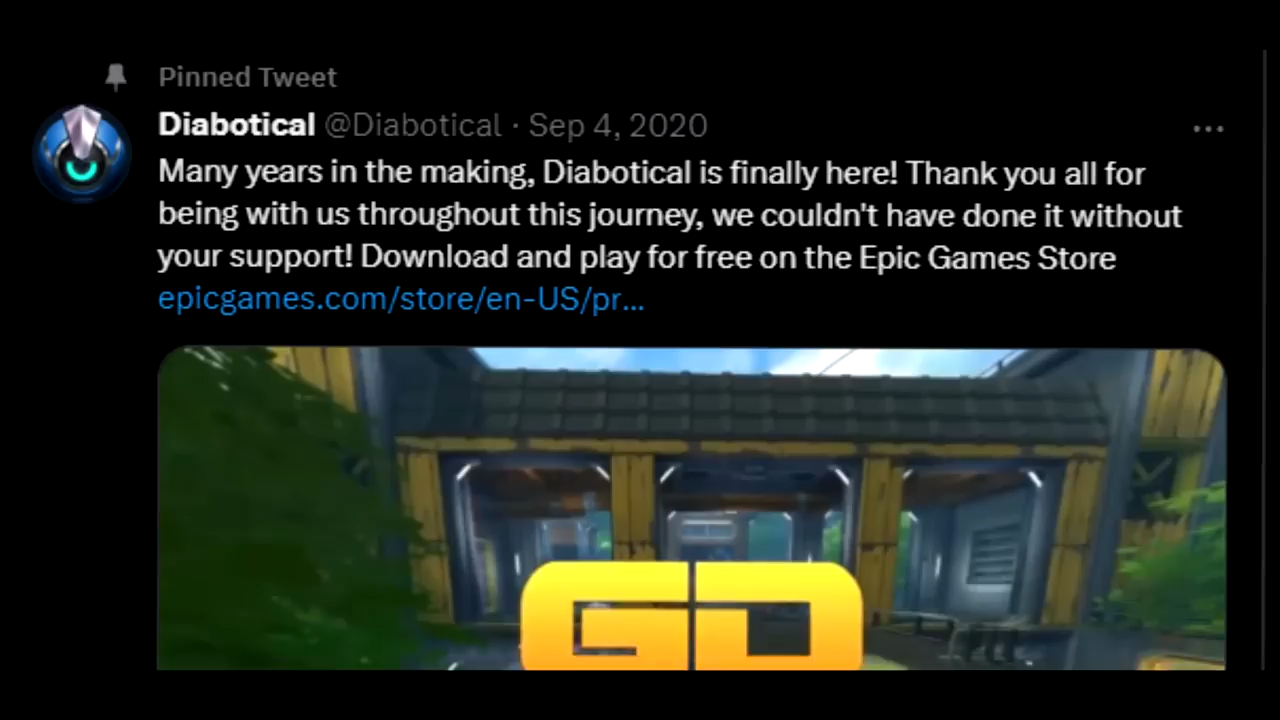 Pinned Tweet
Diabotical @Diabotical · Sep 4, 2020
Many years in the making, Diabotical is finally here! Thank you all for
being with us throughout this journey, we couldn't have done it without
your support! Download and play for free on the Epic Games Store
epicgames.com/store/en-US/pr...
GO